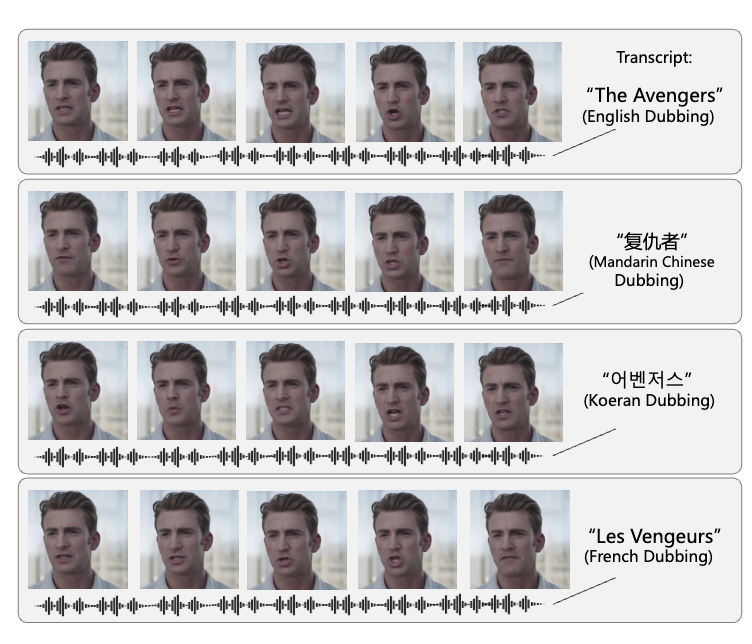 Transcript:
“The Avengers”
(English Dubbing)
“复仇者”
(Mandarin Chinese
Dubbing)
“어벤저스”
(Koeran Dubbing)
“Les Vengeurs”
(French Dubbing)